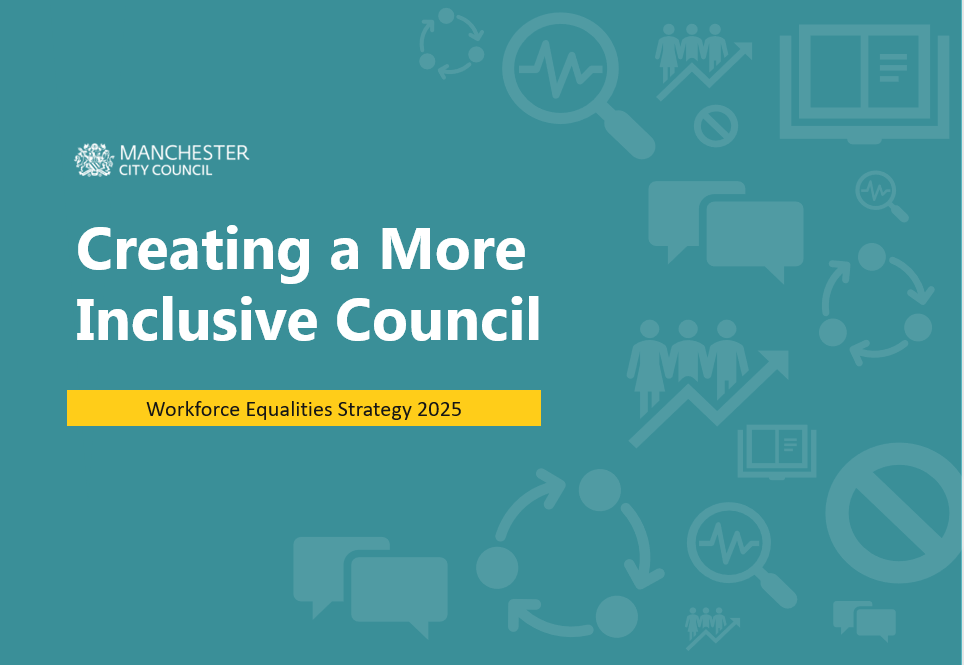 MANCHESTER
CITY COUNCIL
Creating a More
Inclusive Council
Workforce Equalities Strategy 2025